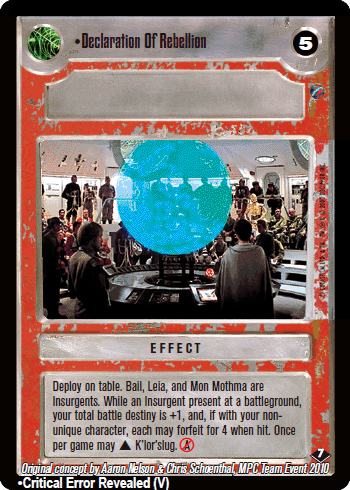 •Declaration Of Rebellion
5
EFFECT
Deploy on table. Bail, Leia, and Mon Mothma are
Insurgents. While an Insurgent present at a battleground,
your total battle destiny is +1, and, if with your non-
unique character, each may forfeit for 4 when hit. Once
per game may ▲ K'lor'slug. A
7
Original concept by Aaron Nelson & Chris Schoenthal, MPC Team Event 2010
•Critical Error Revealed (V)